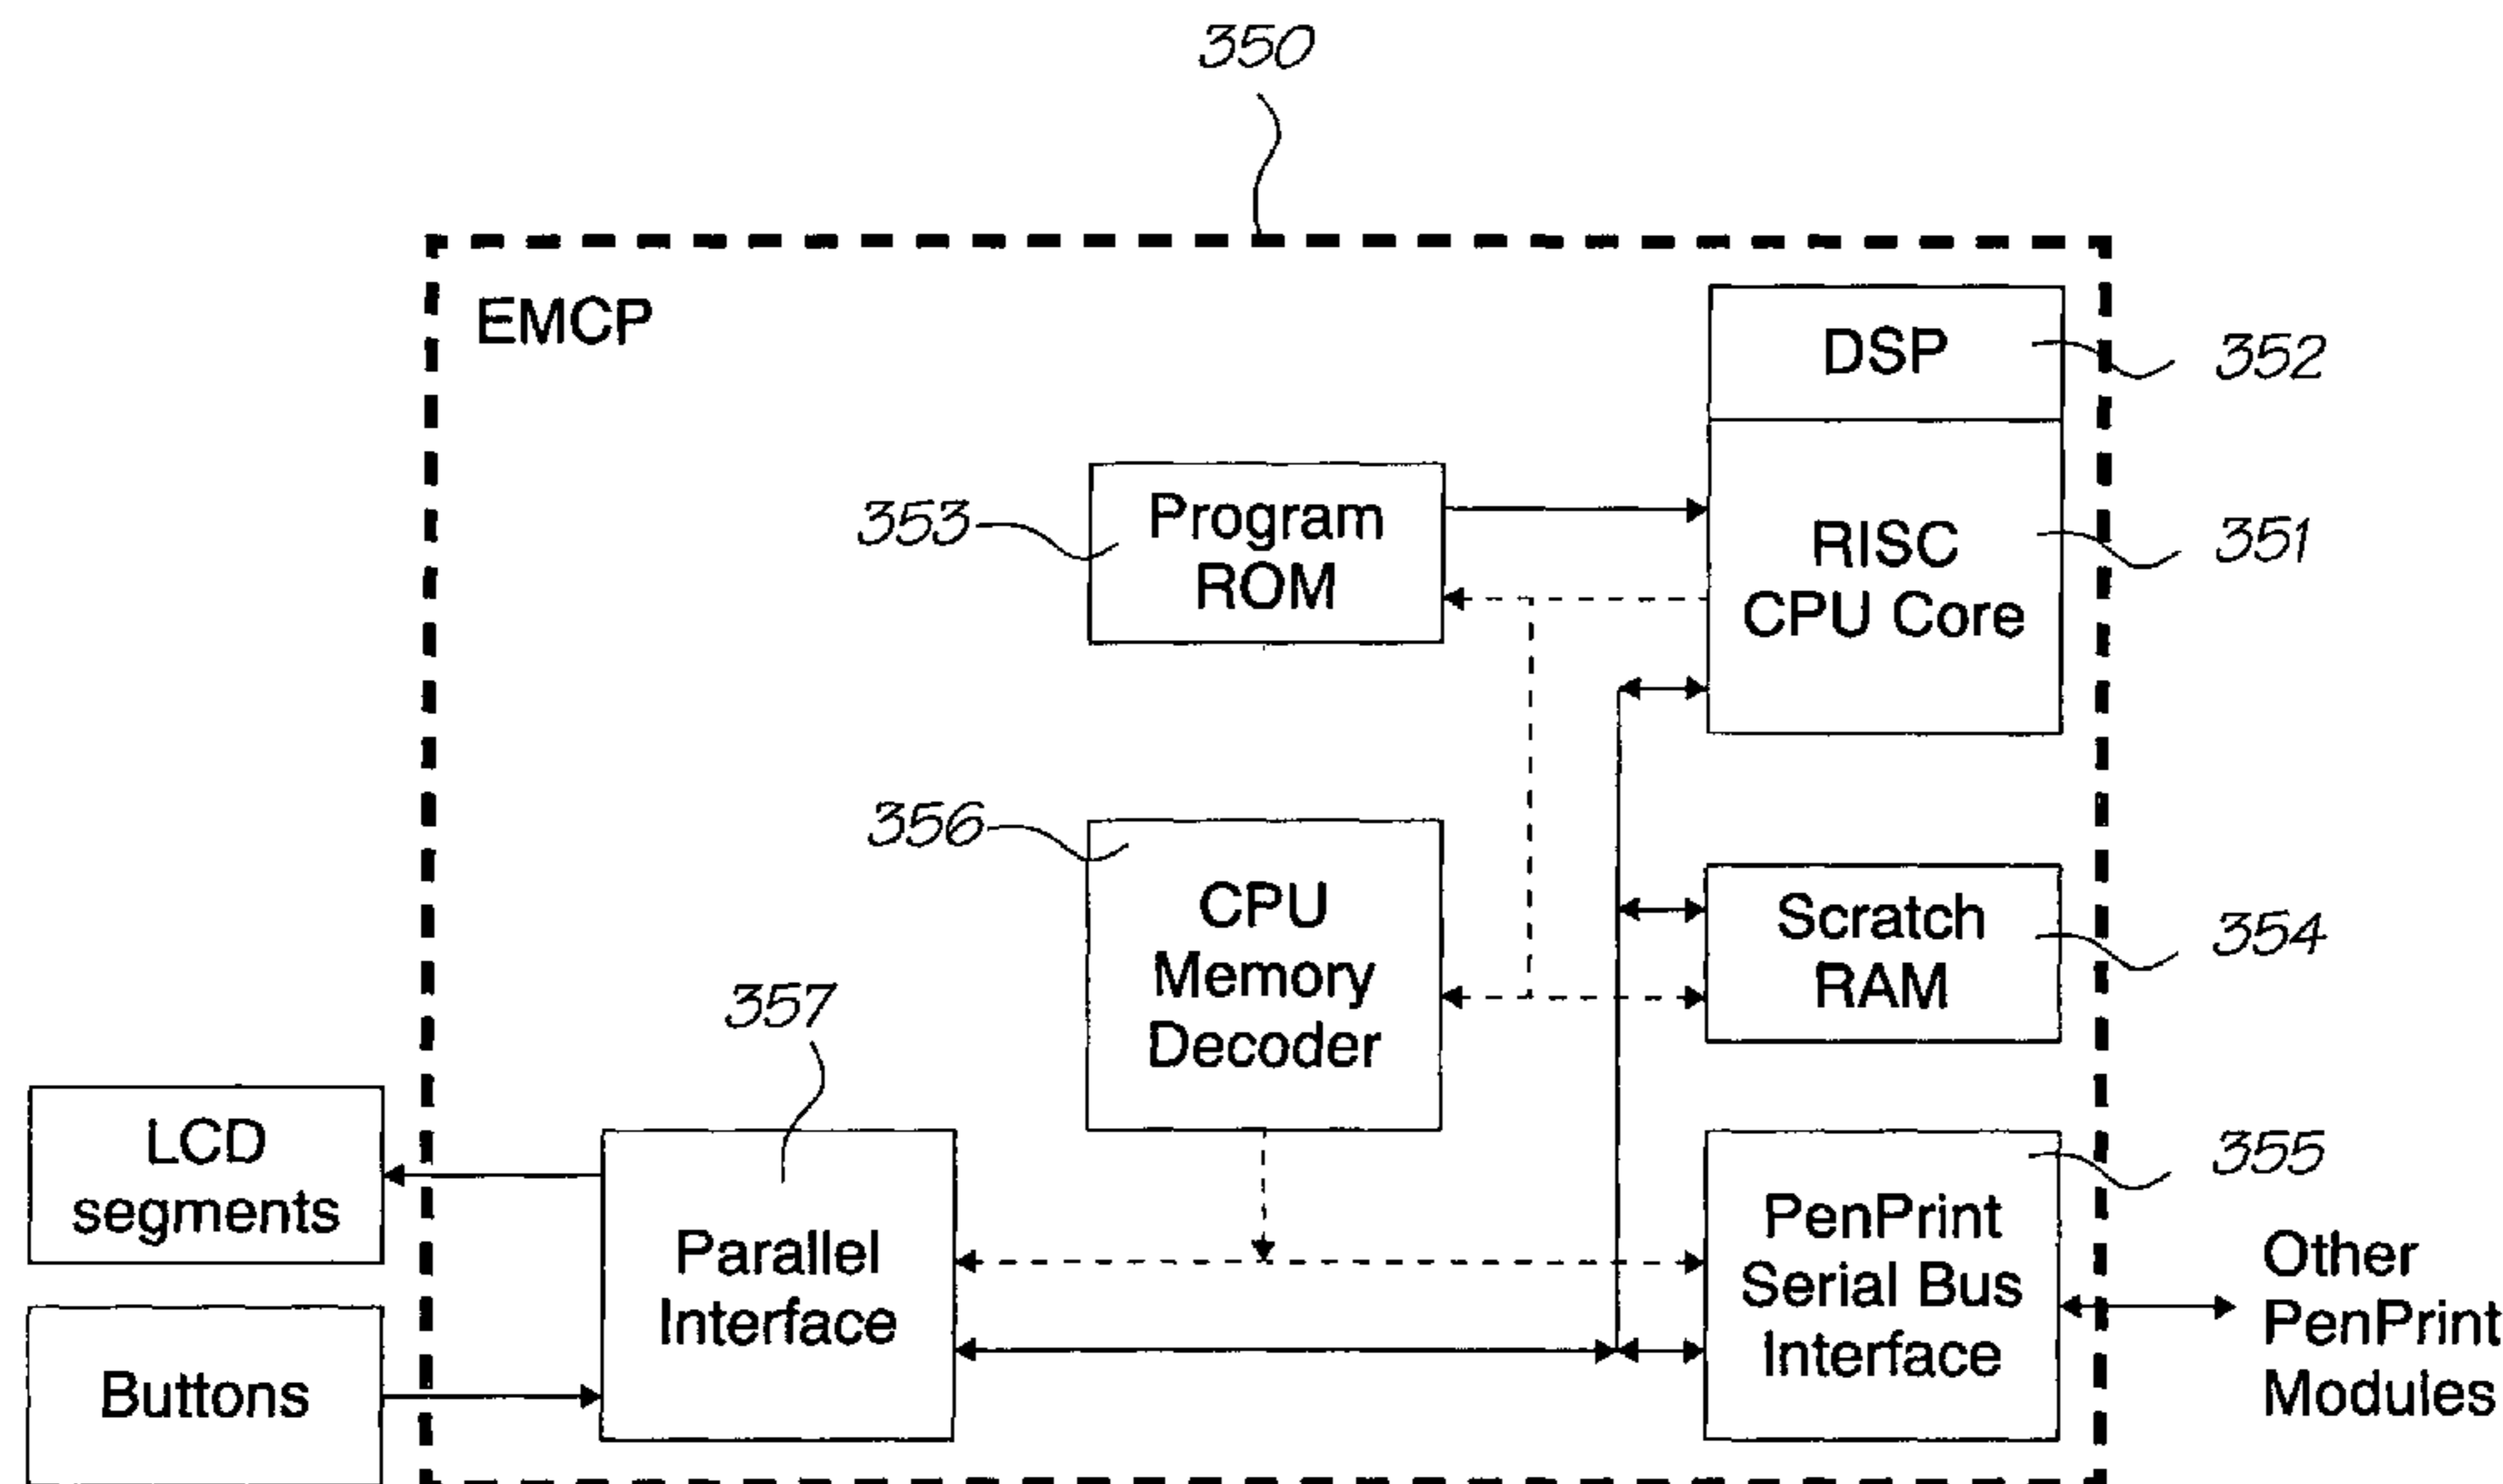 350
EMCP
DSP
352
353
Program
ROM
RISC
CPU Core
351
356
CPU
Memory
Decoder
Scratch
RAM
354
357
LCD
segments
Parallel
Interface
355
PenPrint
Serial Bus
Interface
Other
PenPrint
Modules
Buttons